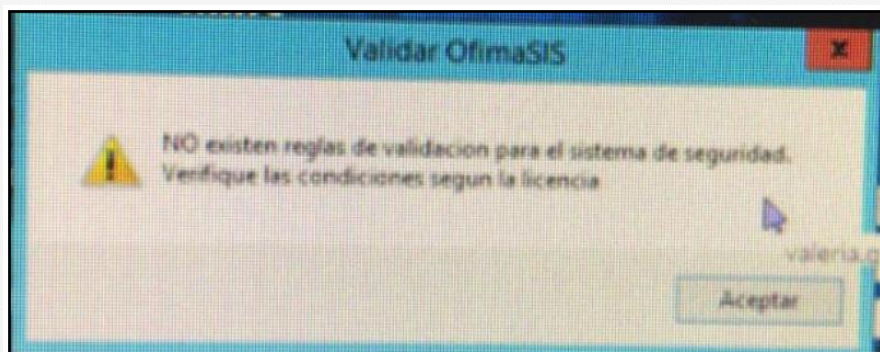 Validar OfimaSIS
NO existen reglas de validacion para el sistema de seguridad.
Verifique las condiciones segun la licencia
valeria.g
Aceptar